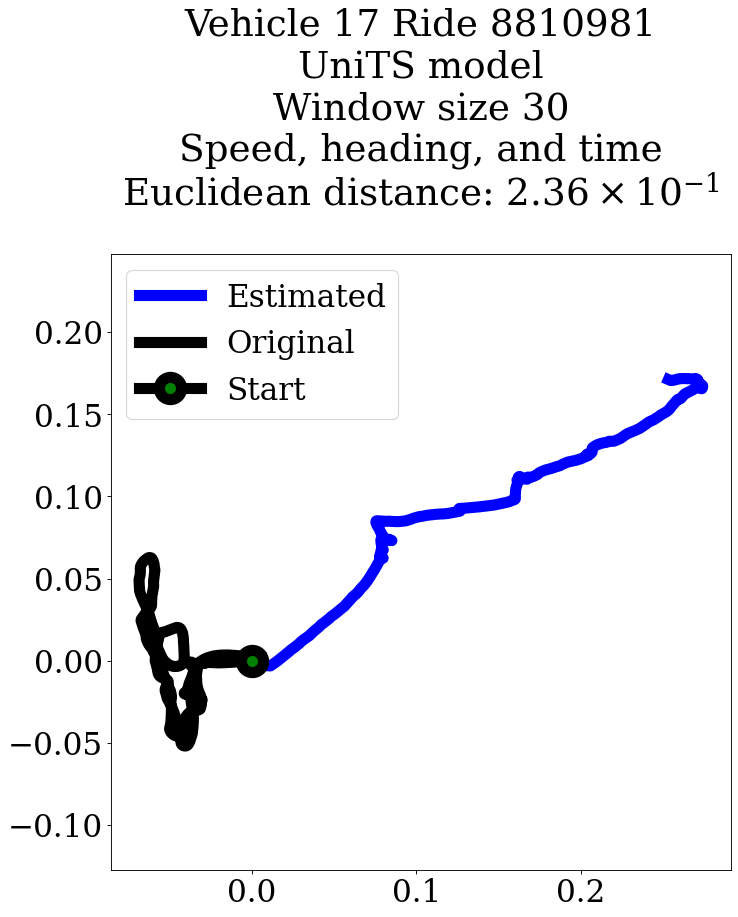 Vehicle 17 Ride 8810981
UniTS model
Window size 30
Speed, heading, and time
Euclidean distance: 2.36 × 10⁻¹
Estimated
Original
Start
0.20
0.15
0.10
0.05
0.00
−0.05
−0.10
0.0 0.1 0.2